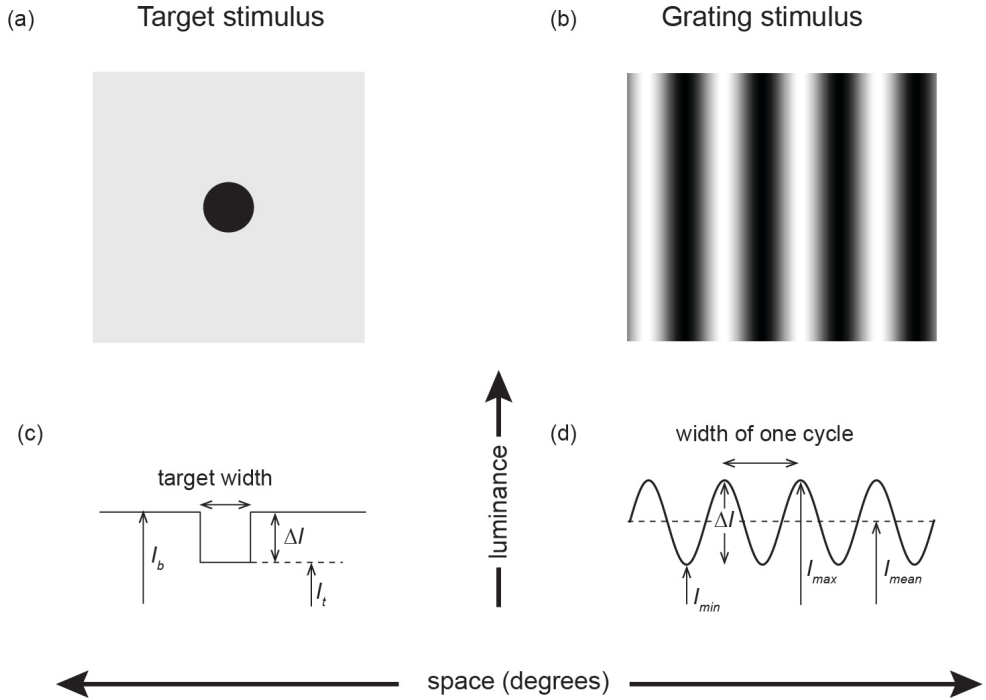 (a)
Target stimulus
(b)
Grating stimulus
(c)
target width
ΔI
I_b
I_t
luminance
(d)
width of one cycle
ΔI
I_min
I_max
I_mean
space (degrees)